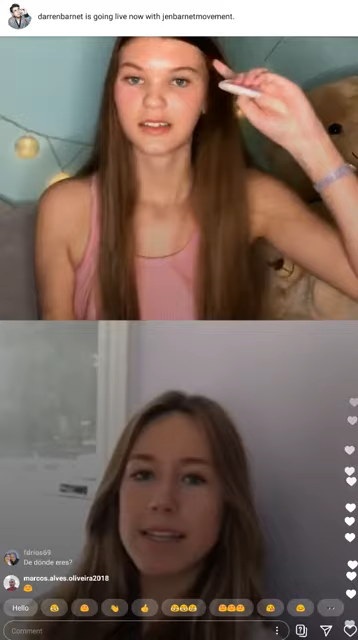 darrenbarnet is going live now with jenbarnetmovement.
fdrios69
De dónde eres?
marcos.alves.oliveira2018
Hello
Comment